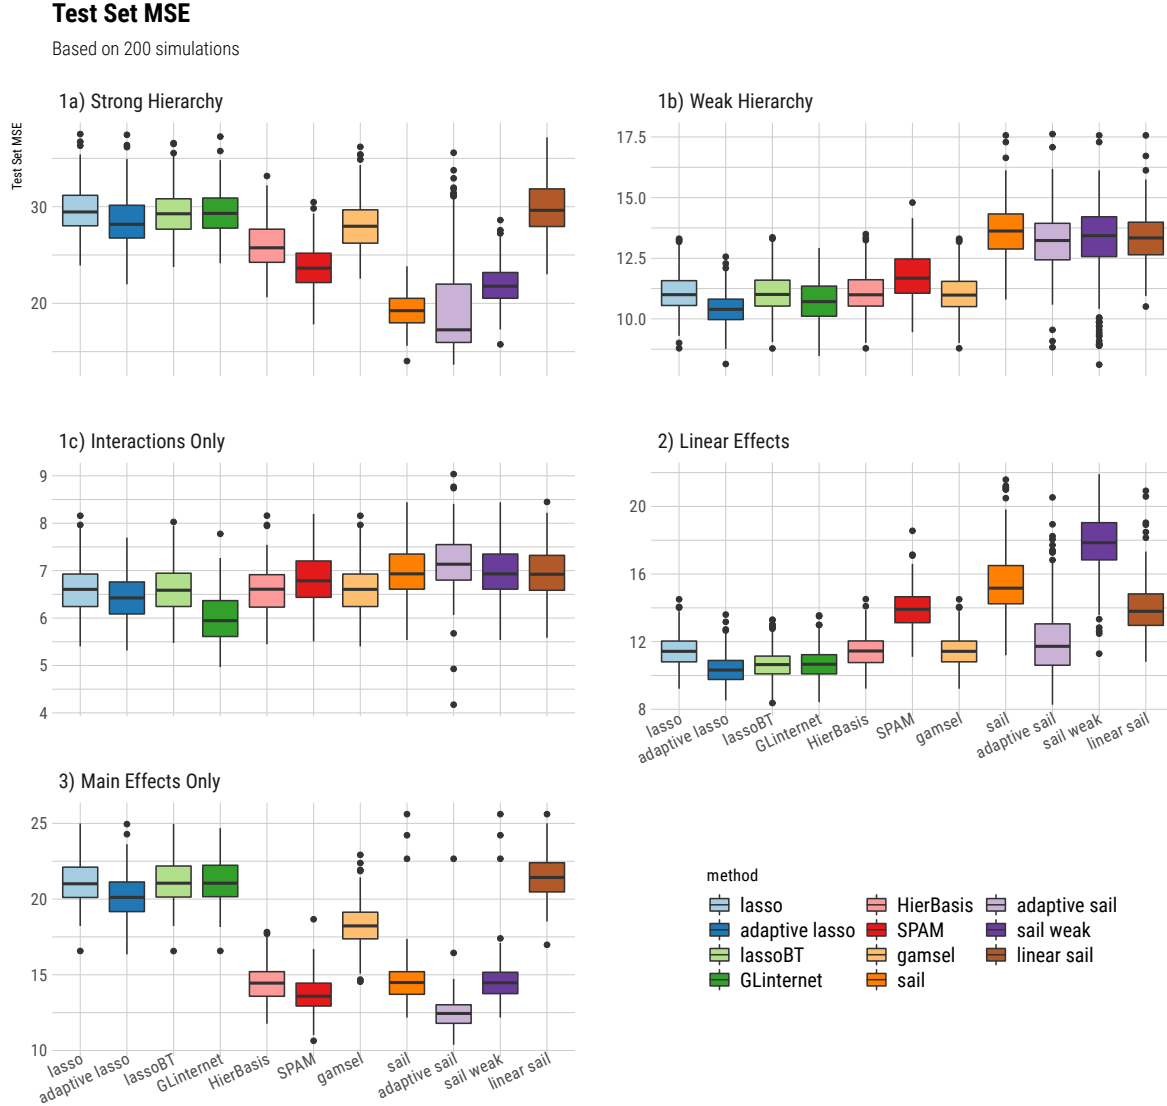 Test Set MSE
Based on 200 simulations
1a) Strong Hierarchy
Test Set MSE
30
20
1b) Weak Hierarchy
17.5
15.0
12.5
10.0
1c) Interactions Only
9
8
7
6
5
4
2) Linear Effects
20
16
12
8
lasso
adaptive lasso
lassoBT
GLinternet
HierBasis
SPAM
gamsel
sail
adaptive sail
sail weak
linear sail
3) Main Effects Only
25
20
15
10
lasso
adaptive lasso
lassoBT
GLinternet
HierBasis
SPAM
gamsel
sail
adaptive sail
sail weak
linear sail
method
lasso
adaptive lasso
lassoBT
GLinternet
HierBasis
SPAM
gamsel
sail
adaptive sail
sail weak
linear sail